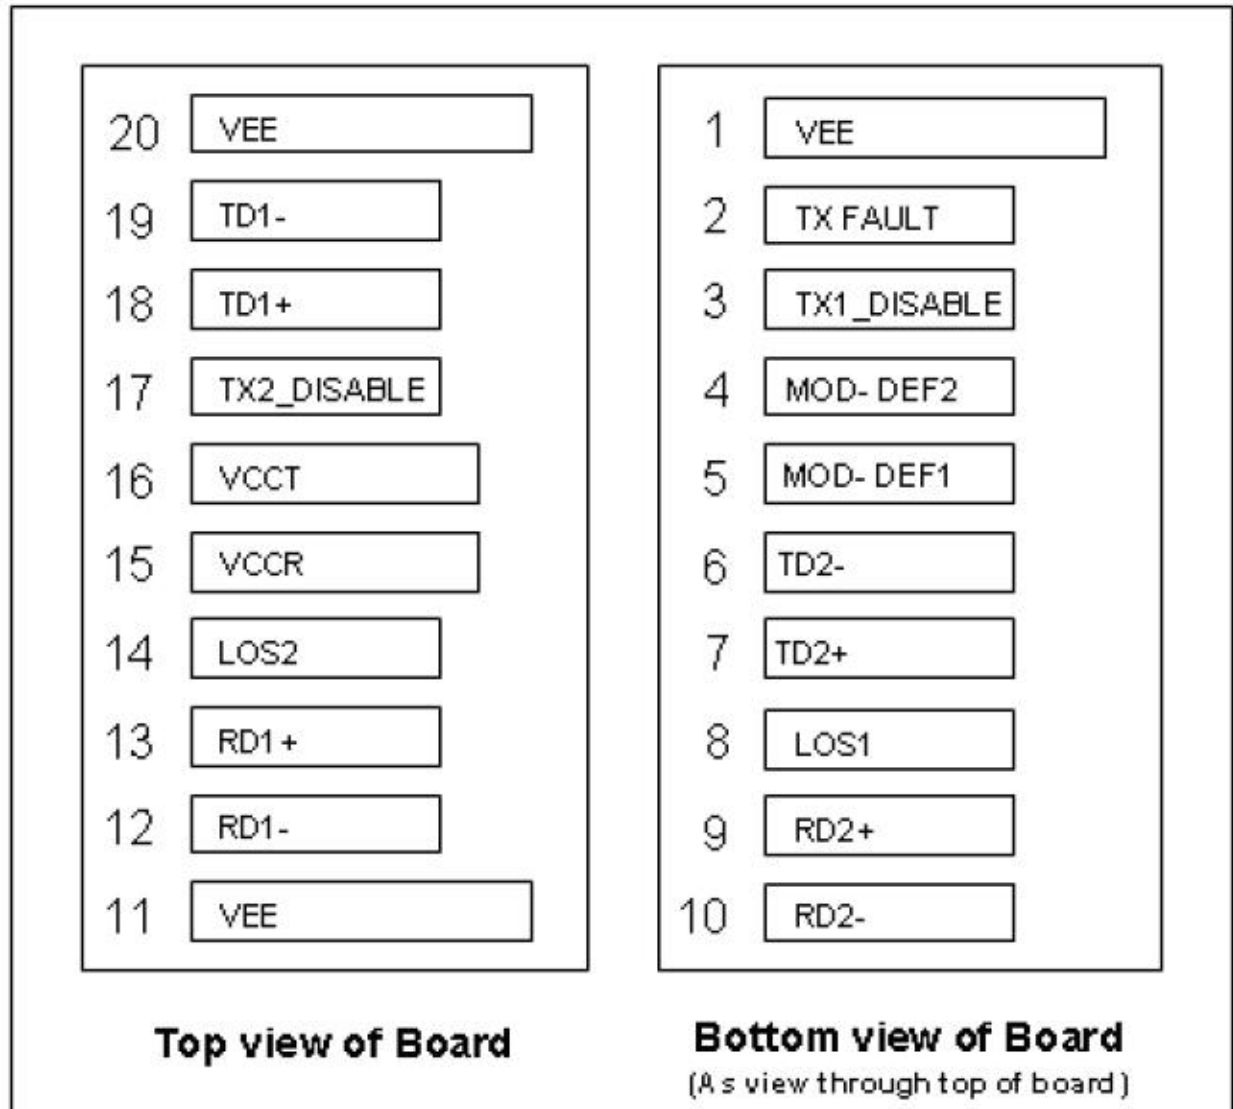 20 VEE
19 TD1-
18 TD1+
17 TX2_DISABLE
16 VCCT
15 VCCR
14 LOS2
13 RD1+
12 RD1-
11 VEE
Top view of Board
1 VEE
2 TX FAULT
3 TX1_DISABLE
4 MOD- DEF2
5 MOD- DEF1
6 TD2-
7 TD2+
8 LOS1
9 RD2+
10 RD2-
Bottom view of Board
(As view through top of board)